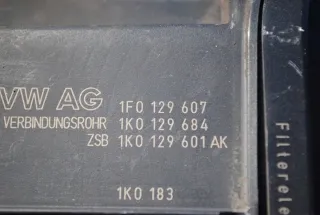 VW AG 1F0 129 607
VERBINDUNGSROHR 1K0 129 684
ZSB 1K0 129 601 AK
1K0 183
Filterele